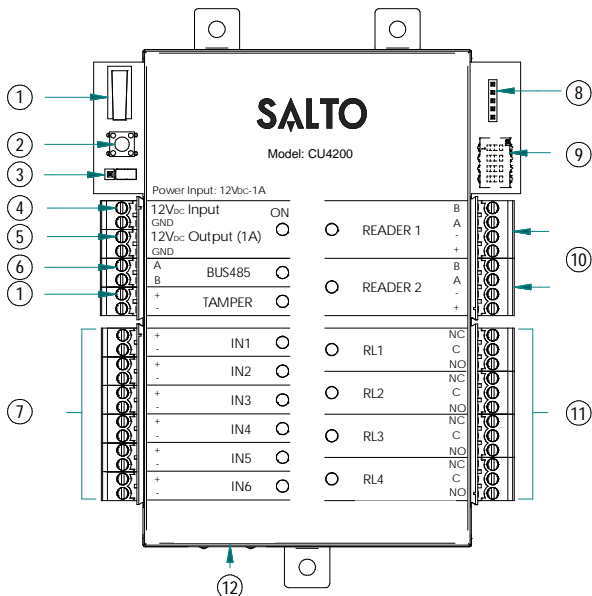 SALTO
Model: CU4200
Power Input: 12VDC-1A
1
2
3
4
5
6
1
7
8
9
10
11
12
12VDC Input
GND
12VDC Output (1A)
GND
ON
A
B
BUS485
+
-
TAMPER
+
-
IN1
IN2
+
-
IN3
+
-
IN4
+
-
IN5
+
-
IN6
READER 1
B
A
-
+
READER 2
B
A
-
+
RL1
NC
C
NO
RL2
NC
C
NO
RL3
NC
C
NO
RL4
NC
C
NO